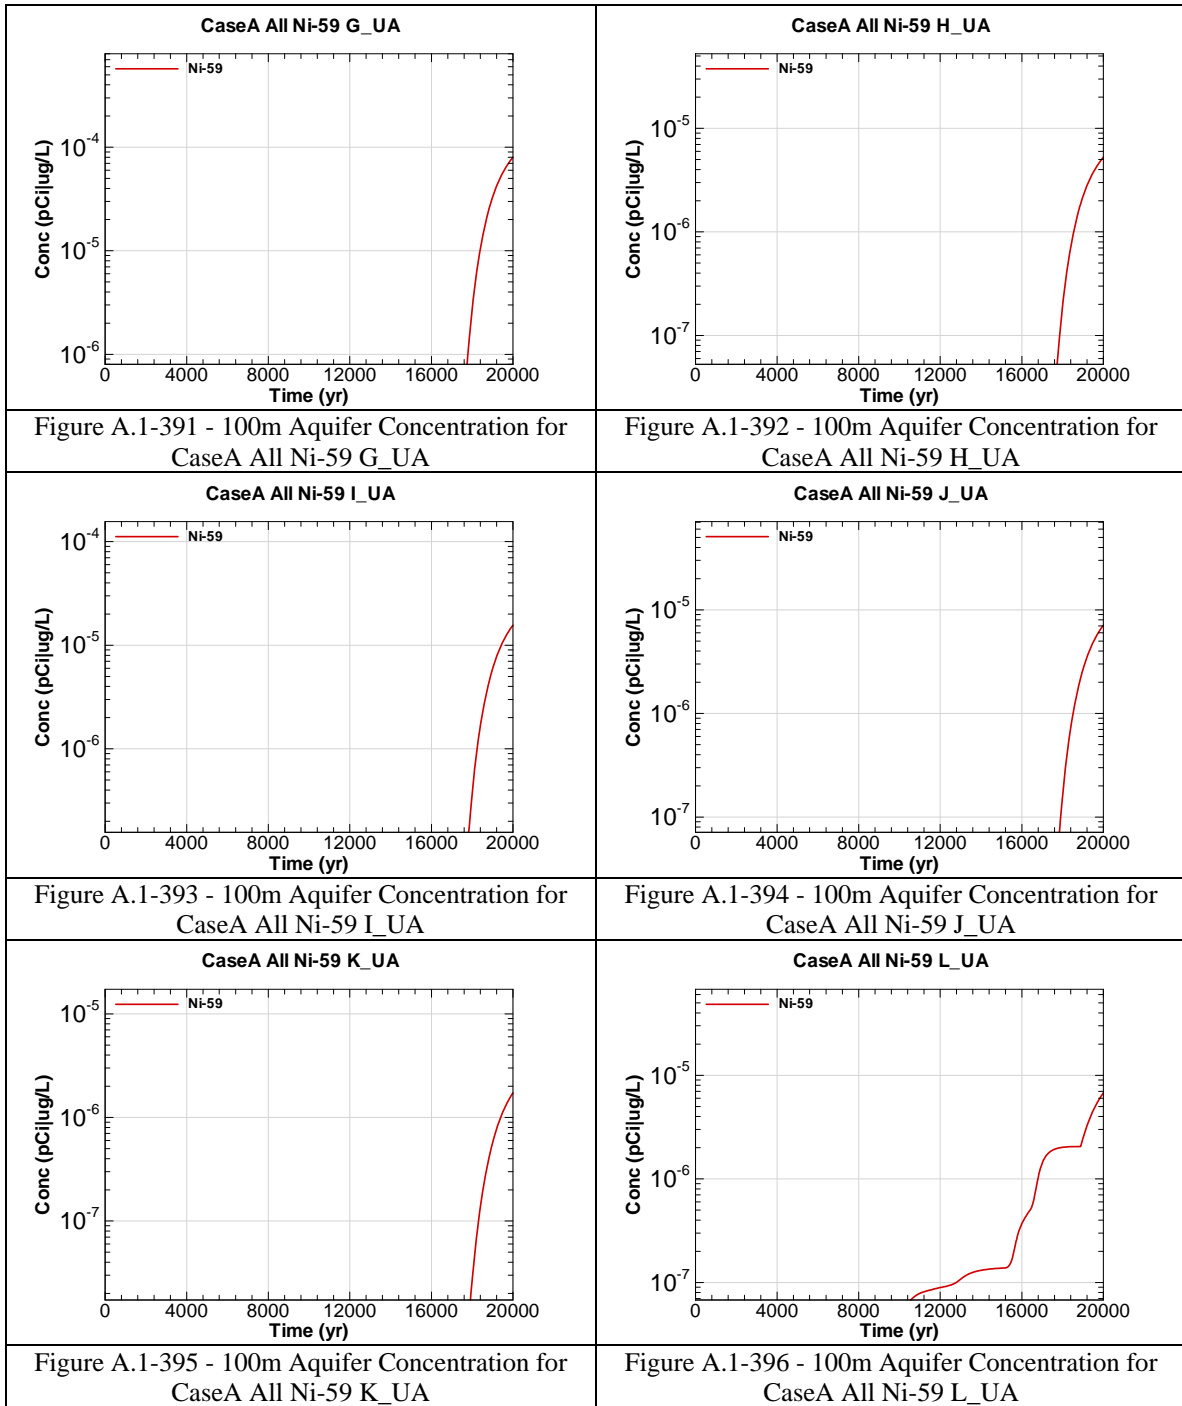 CaseA All Ni-59 G_UA
Ni-59
Conc (pCi|ug/L)
10-4
10-5
10-6
0 4000 8000 12000 16000 20000
Time (yr)
Figure A.1-391 - 100m Aquifer Concentration for
CaseA All Ni-59 G_UA
CaseA All Ni-59 H_UA
Ni-59
Conc (pCi|ug/L)
10-5
10-6
10-7
0 4000 8000 12000 16000 20000
Time (yr)
Figure A.1-392 - 100m Aquifer Concentration for
CaseA All Ni-59 H_UA
CaseA All Ni-59 I_UA
Ni-59
Conc (pCi|ug/L)
10-4
10-5
10-6
0 4000 8000 12000 16000 20000
Time (yr)
Figure A.1-393 - 100m Aquifer Concentration for
CaseA All Ni-59 I_UA
CaseA All Ni-59 J_UA
Ni-59
Conc (pCi|ug/L)
10-5
10-6
10-7
0 4000 8000 12000 16000 20000
Time (yr)
Figure A.1-394 - 100m Aquifer Concentration for
CaseA All Ni-59 J_UA
CaseA All Ni-59 K_UA
Ni-59
Conc (pCi|ug/L)
10-5
10-6
10-7
0 4000 8000 12000 16000 20000
Time (yr)
Figure A.1-395 - 100m Aquifer Concentration for
CaseA All Ni-59 K_UA
CaseA All Ni-59 L_UA
Ni-59
Conc (pCi|ug/L)
10-5
10-6
10-7
0 4000 8000 12000 16000 20000
Time (yr)
Figure A.1-396 - 100m Aquifer Concentration for
CaseA All Ni-59 L_UA